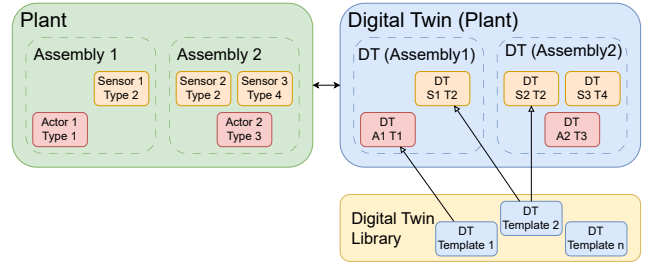 Plant
Assembly 1
Sensor 1
Type 2
Actor 1
Type 1
Assembly 2
Sensor 2
Type 2
Sensor 3
Type 4
Actor 2
Type 3
Digital Twin (Plant)
DT (Assembly1)
DT
S1 T2
DT
A1 T1
DT (Assembly2)
DT
S2 T2
DT
S3 T4
DT
A2 T3
Digital Twin
Library
DT
Template 1
DT
Template 2
DT
Template n